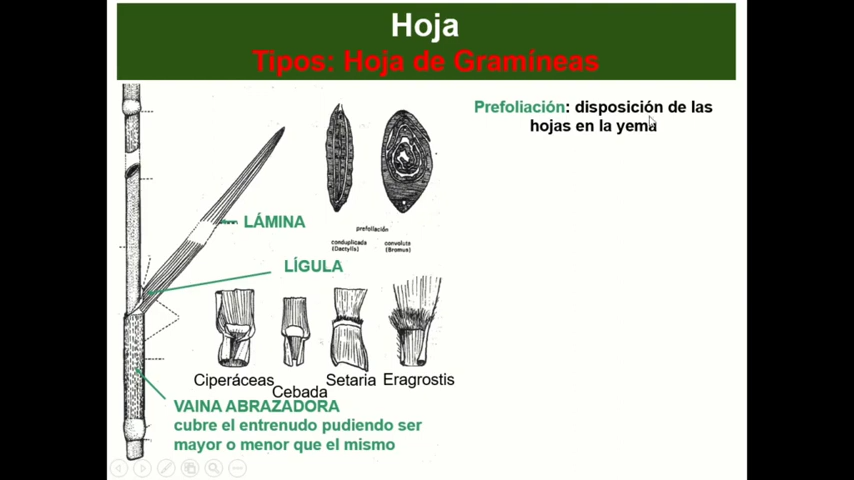 Hoja
Tipos: Hoja de Gramíneas
Prefoliación: disposición de las
hojas en la yema
LÁMINA
prefoliación
conduplicada
(Dactylis)
convoluta
(Bromus)
LÍGULA
Ciperáceas
Cebada
Setaria
Eragrostis
VAINA ABRAZADORA
cubre el entrenudo pudiendo ser
mayor o menor que el mismo